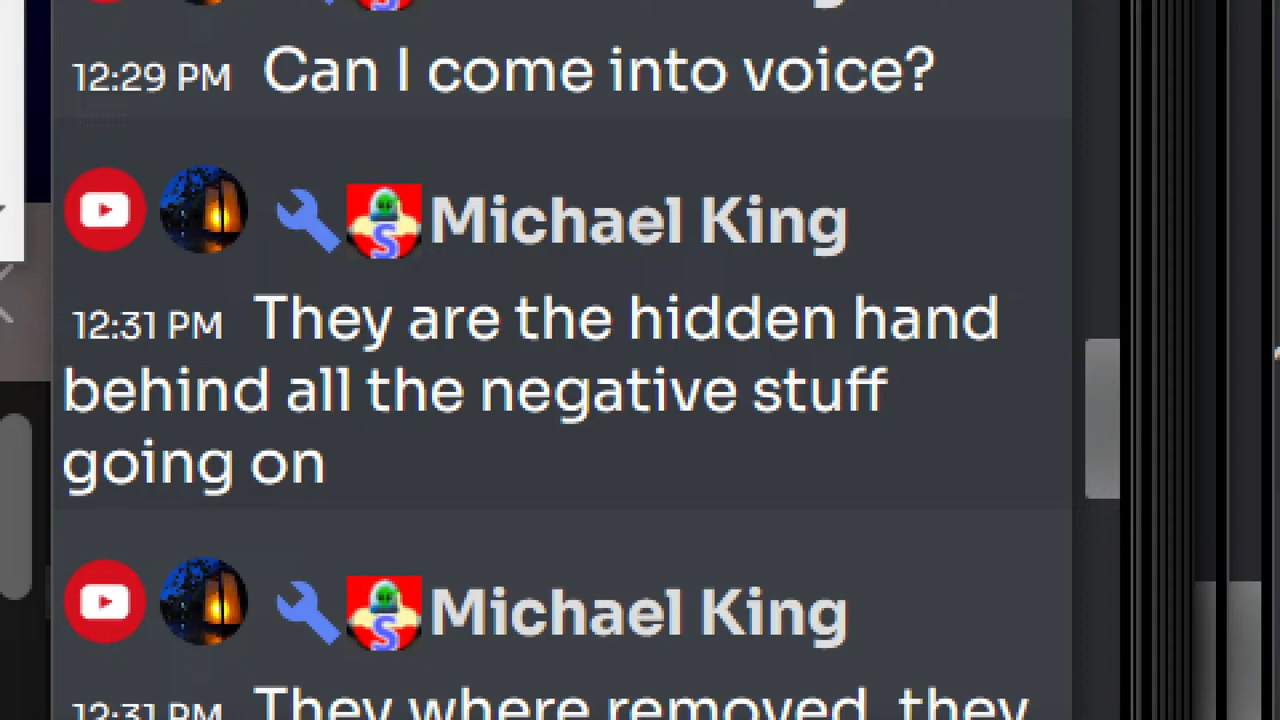 12:29 PM Can I come into voice?
Michael King
12:31 PM They are the hidden hand
behind all the negative stuff
going on
Michael King
12:31 PM They where removed, they